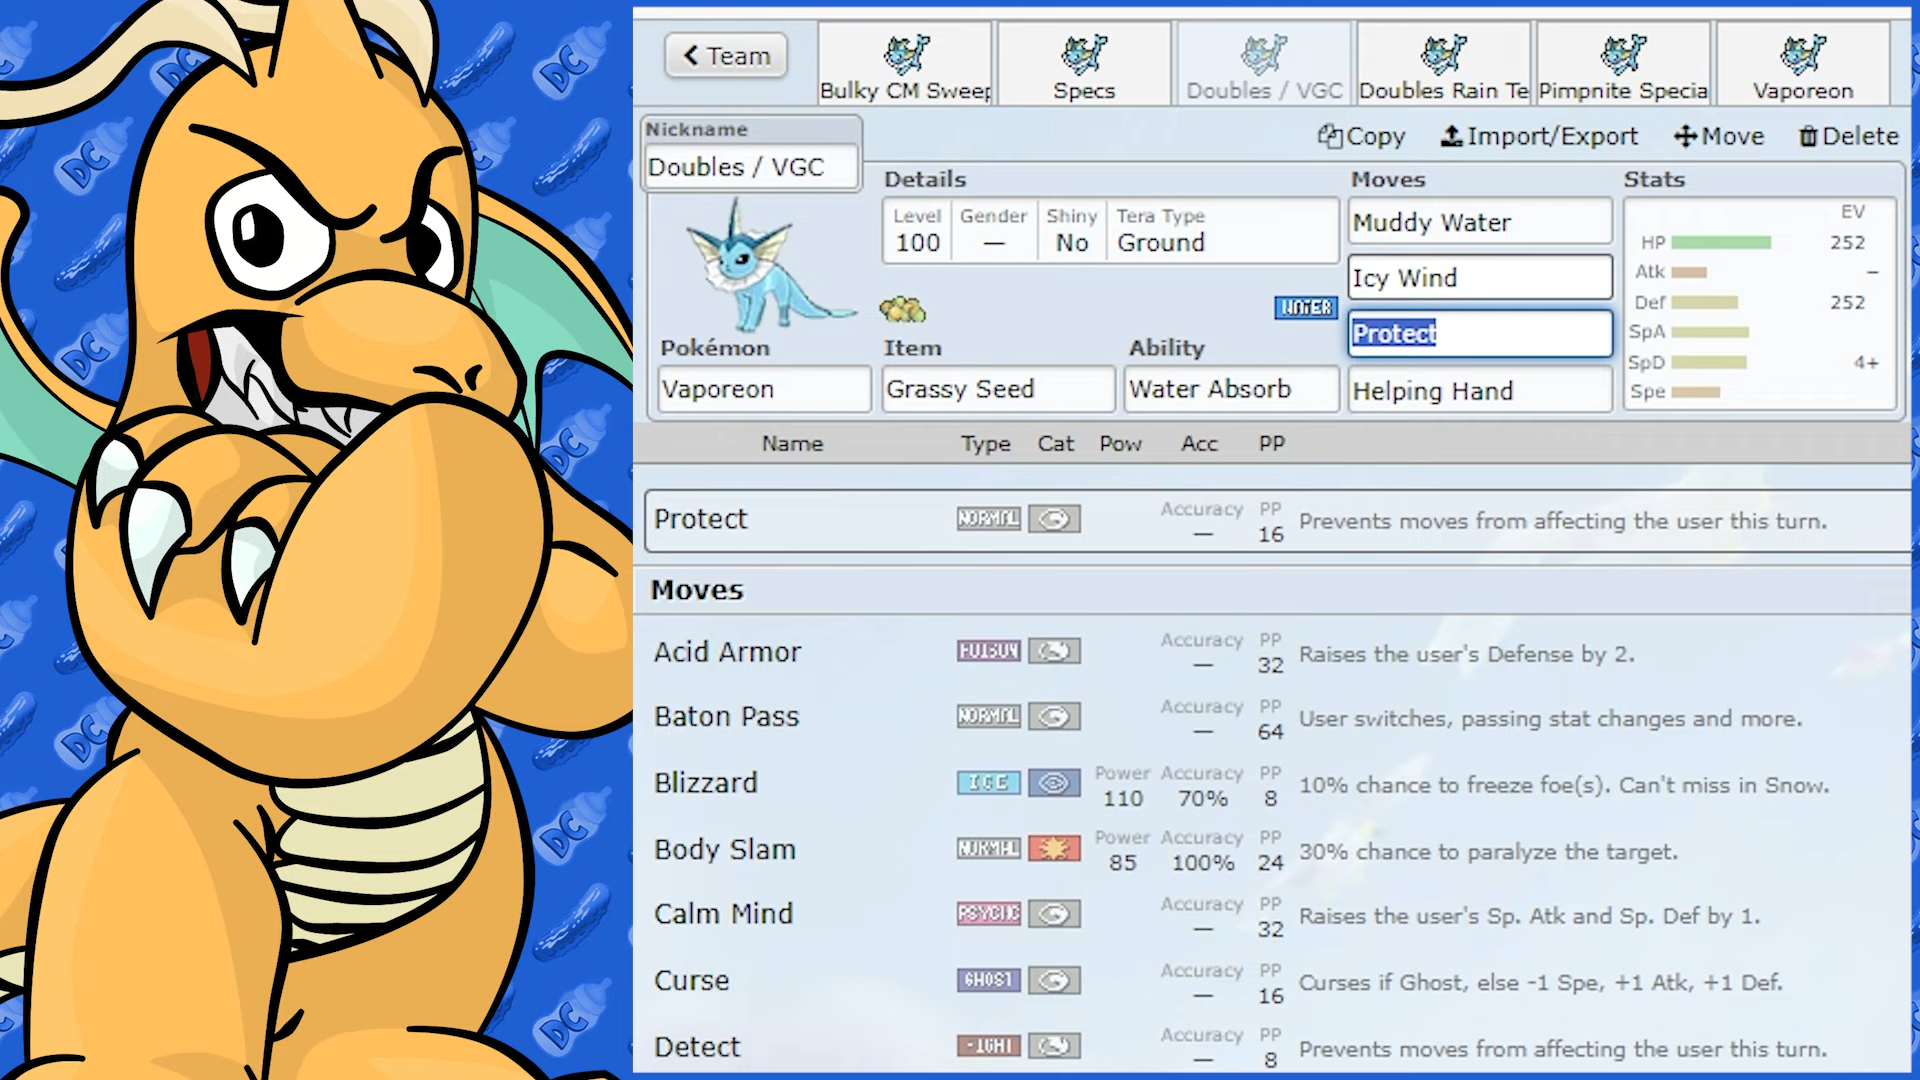 Team
Bulky CM Sweep
Specs
Doubles / VGC
Doubles Rain Te
Pimpnite Specia
Vaporeon
Nickname
Doubles / VGC
Copy
Import/Export
Move
Delete
Details
Level
100
Gender
—
Shiny
No
Tera Type
Ground
WATER
Pokémon
Vaporeon
Item
Grassy Seed
Ability
Water Absorb
Moves
Muddy Water
Icy Wind
Protect
Helping Hand
Stats
EV
HP 252
Atk –
Def 252
SpA
SpD 4+
Spe
Name Type Cat Pow Acc PP
Protect NORMAL Accuracy — PP 16 Prevents moves from affecting the user this turn.
Moves
Acid Armor POISON Accuracy — PP 32 Raises the user's Defense by 2.
Baton Pass NORMAL Accuracy — PP 64 User switches, passing stat changes and more.
Blizzard ICE Power 110 Accuracy 70% PP 8 10% chance to freeze foe(s). Can't miss in Snow.
Body Slam NORMAL Power 85 Accuracy 100% PP 24 30% chance to paralyze the target.
Calm Mind PSYCHC Accuracy — PP 32 Raises the user's Sp. Atk and Sp. Def by 1.
Curse GHOST Accuracy — PP 16 Curses if Ghost, else -1 Spe, +1 Atk, +1 Def.
Detect FIGHT Accuracy — PP 8 Prevents moves from affecting the user this turn.
DC
DC
DC
DC
DC
DC
DC
DC
DC